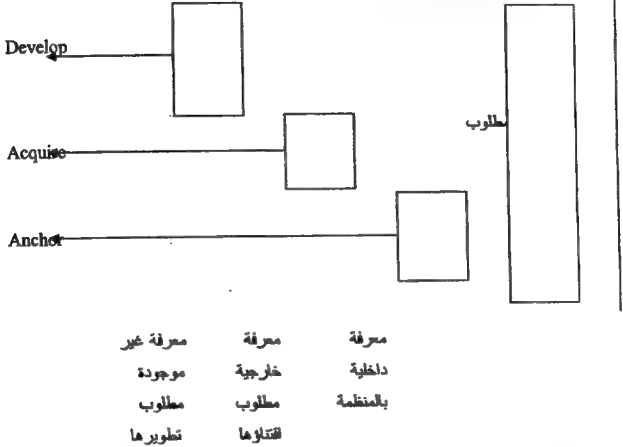 Develop
مطلوب
Acquire
Anchor
معرفة معرفة معرفة غير
داخلية خارجية موجودة
بالمنظمة مطلوب مطلوب
اقتناؤها تطويرها